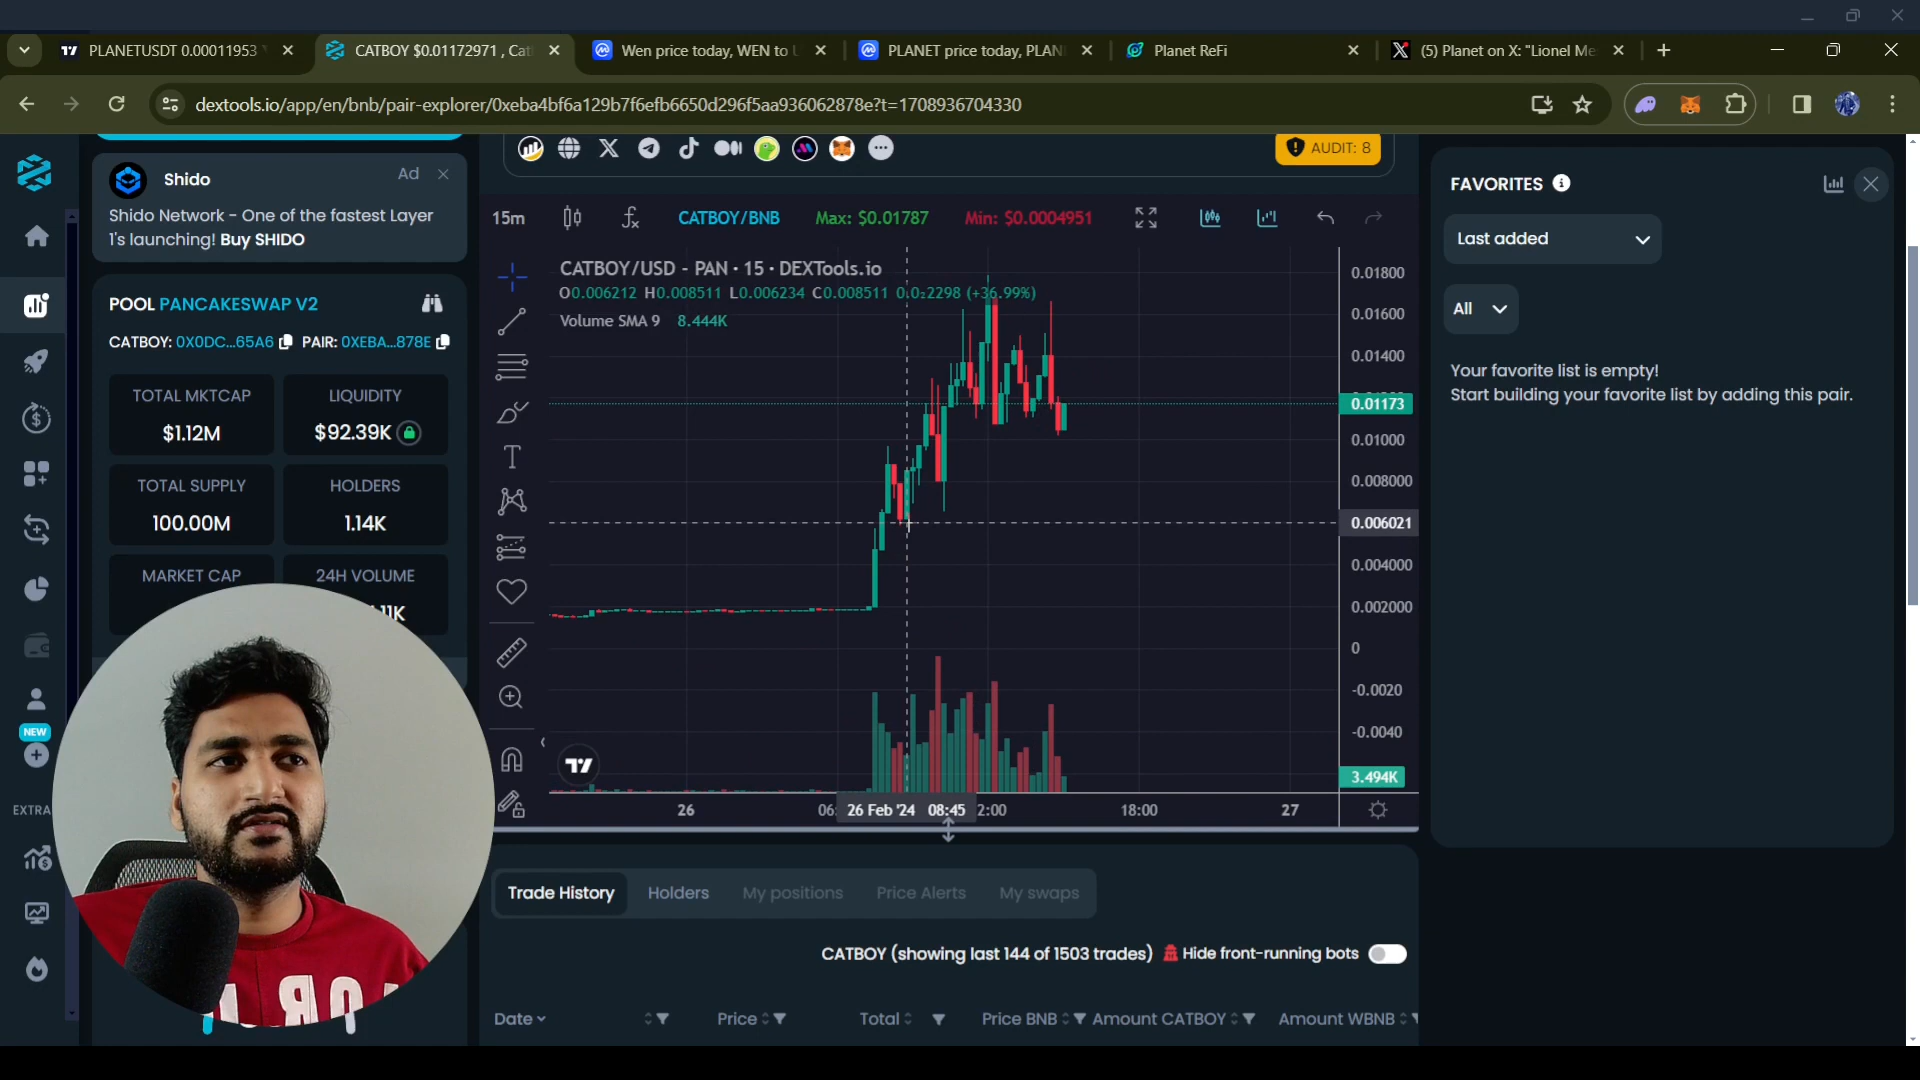 PLANETUSDT 0.00011953
CATBOY $0.01172971 , Cat
Wen price today, WEN to U
PLANET price today, PLAN
Planet ReFi
(5) Planet on X: "Lionel Me
dextools.io/app/en/bnb/pair-explorer/0xeba4bf6a129b7f6efb6650d296f5aa936062878e?t=1708936704330
Shido
Ad
Shido Network - One of the fastest Layer
1's launching! Buy SHIDO
POOL PANCAKESWAP V2
CATBOY: 0X0DC...65A6 PAIR: 0XEBA...878E
TOTAL MKTCAP
$1.12M
LIQUIDITY
$92.39K
TOTAL SUPPLY
100.00M
HOLDERS
1.14K
MARKET CAP
24H VOLUME
NEW
EXTRA
AUDIT: 8
15m
CATBOY/BNB
Max: $0.01787
Min: $0.0004951
CATBOY/USD - PAN · 15 · DEXTools.io
O0.006212 H0.008511 L0.006234 C0.008511 0.0₂2298 (+36.99%)
Volume SMA 9 8.444K
0.01800
0.01600
0.01400
0.01173
0.01000
0.008000
0.006021
0.004000
0.002000
0
-0.0020
-0.0040
3.494K
26
26 Feb '24 08:45
2:00
18:00
27
Trade History
Holders
My positions
Price Alerts
My swaps
CATBOY (showing last 144 of 1503 trades)
Hide front-running bots
Date
Price
Total
Price BNB
Amount CATBOY
Amount WBNB
FAVORITES
Last added
All
Your favorite list is empty!
Start building your favorite list by adding this pair.